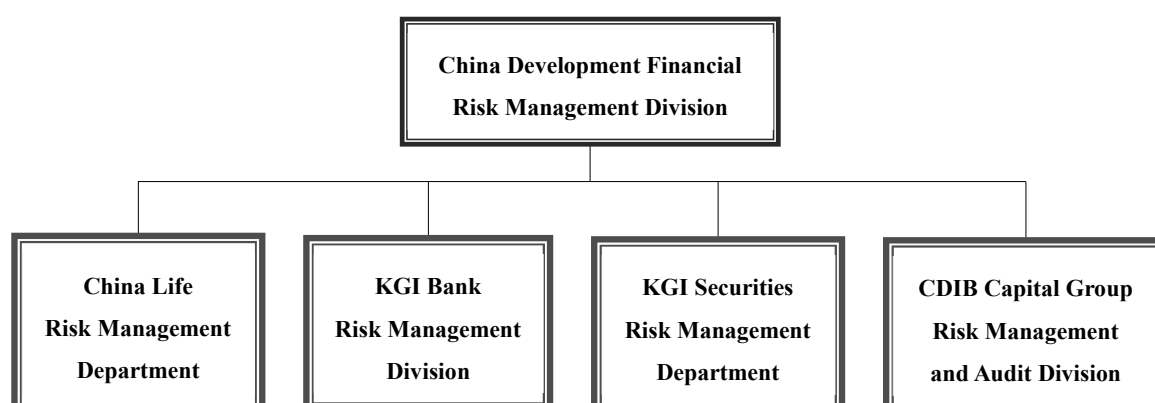 China Development Financial
Risk Management Division
China Life
Risk Management
Department
KGI Bank
Risk Management
Division
KGI Securities
Risk Management
Department
CDIB Capital Group
Risk Management
and Audit Division